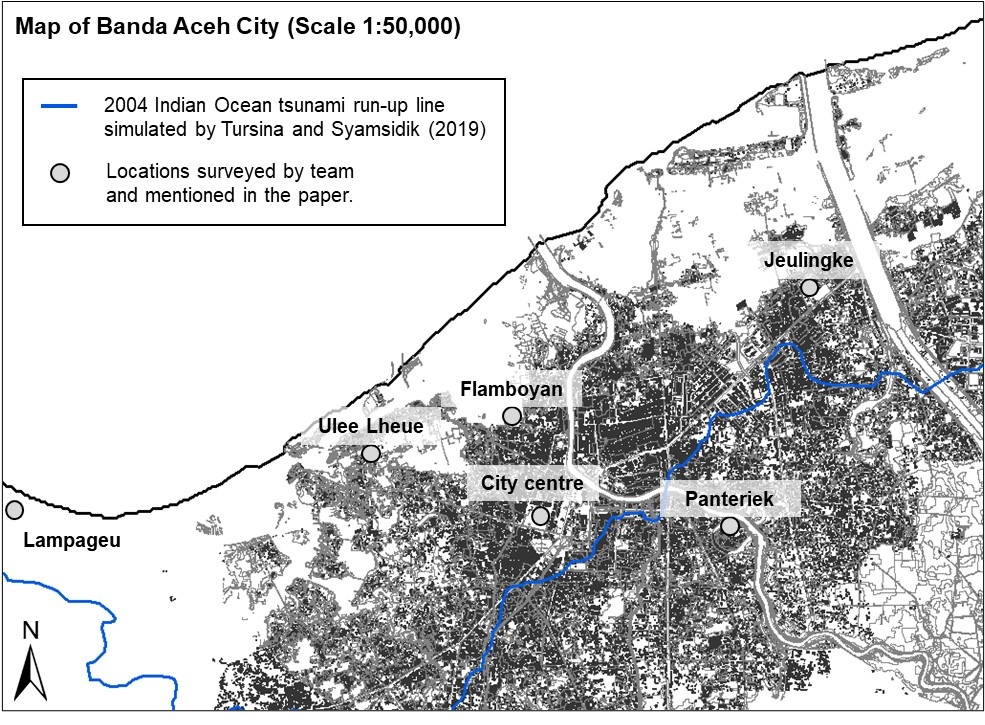 Map of Banda Aceh City (Scale 1:50,000)
2004 Indian Ocean tsunami run-up line
simulated by Tursina and Syamsidik (2019)
Locations surveyed by team
and mentioned in the paper.
Jeulingke
Flamboyan
Ulee Lheue
City centre
Panteriek
Lampageu
N